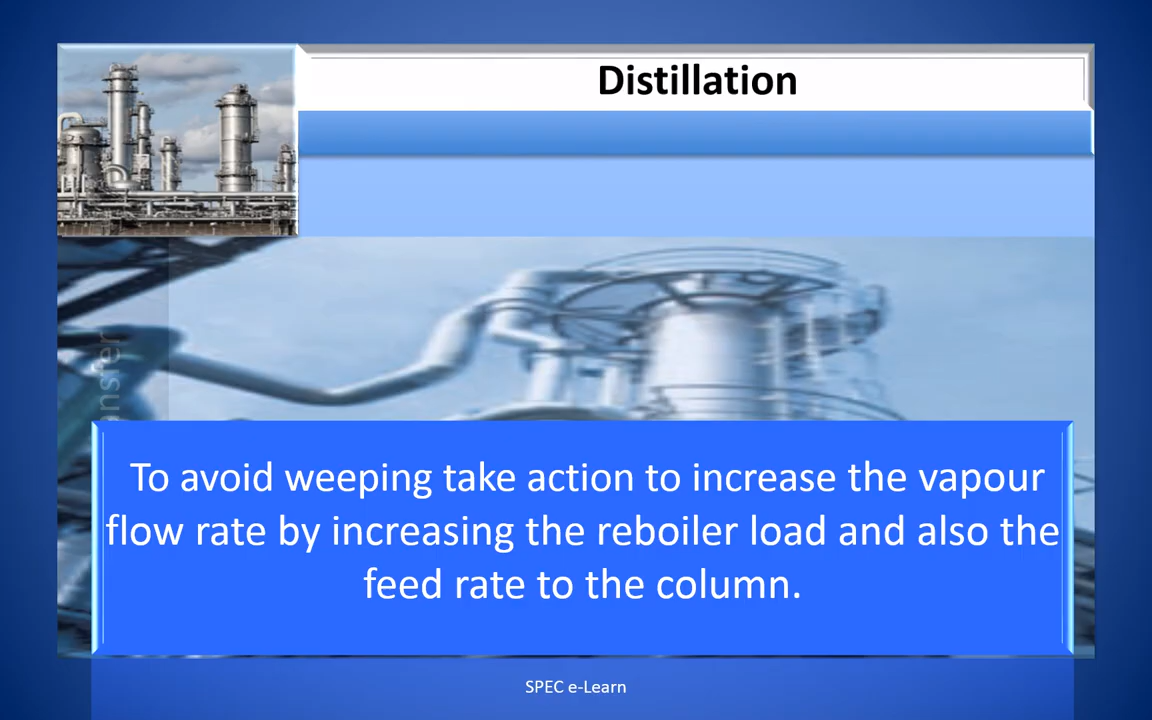 Distillation
To avoid weeping take action to increase the vapour
flow rate by increasing the reboiler load and also the
feed rate to the column.
SPEC e-Learn